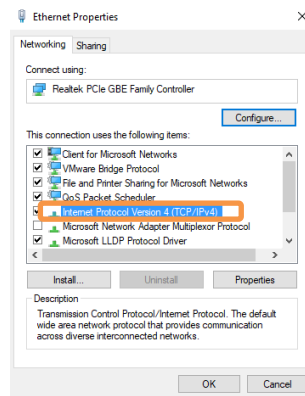 Ethernet Properties
Networking
Sharing
Connect using:
Realtek PCIe GBE Family Controller
Configure...
This connection uses the following items:
Client for Microsoft Networks
VMware Bridge Protocol
File and Printer Sharing for Microsoft Networks
QoS Packet Scheduler
Internet Protocol Version 4 (TCP/IPv4)
Microsoft Network Adapter Multiplexor Protocol
Microsoft LLDP Protocol Driver
Install...
Uninstall
Properties
Description
Transmission Control Protocol/Internet Protocol. The default
wide area network protocol that provides communication
across diverse interconnected networks.
OK
Cancel